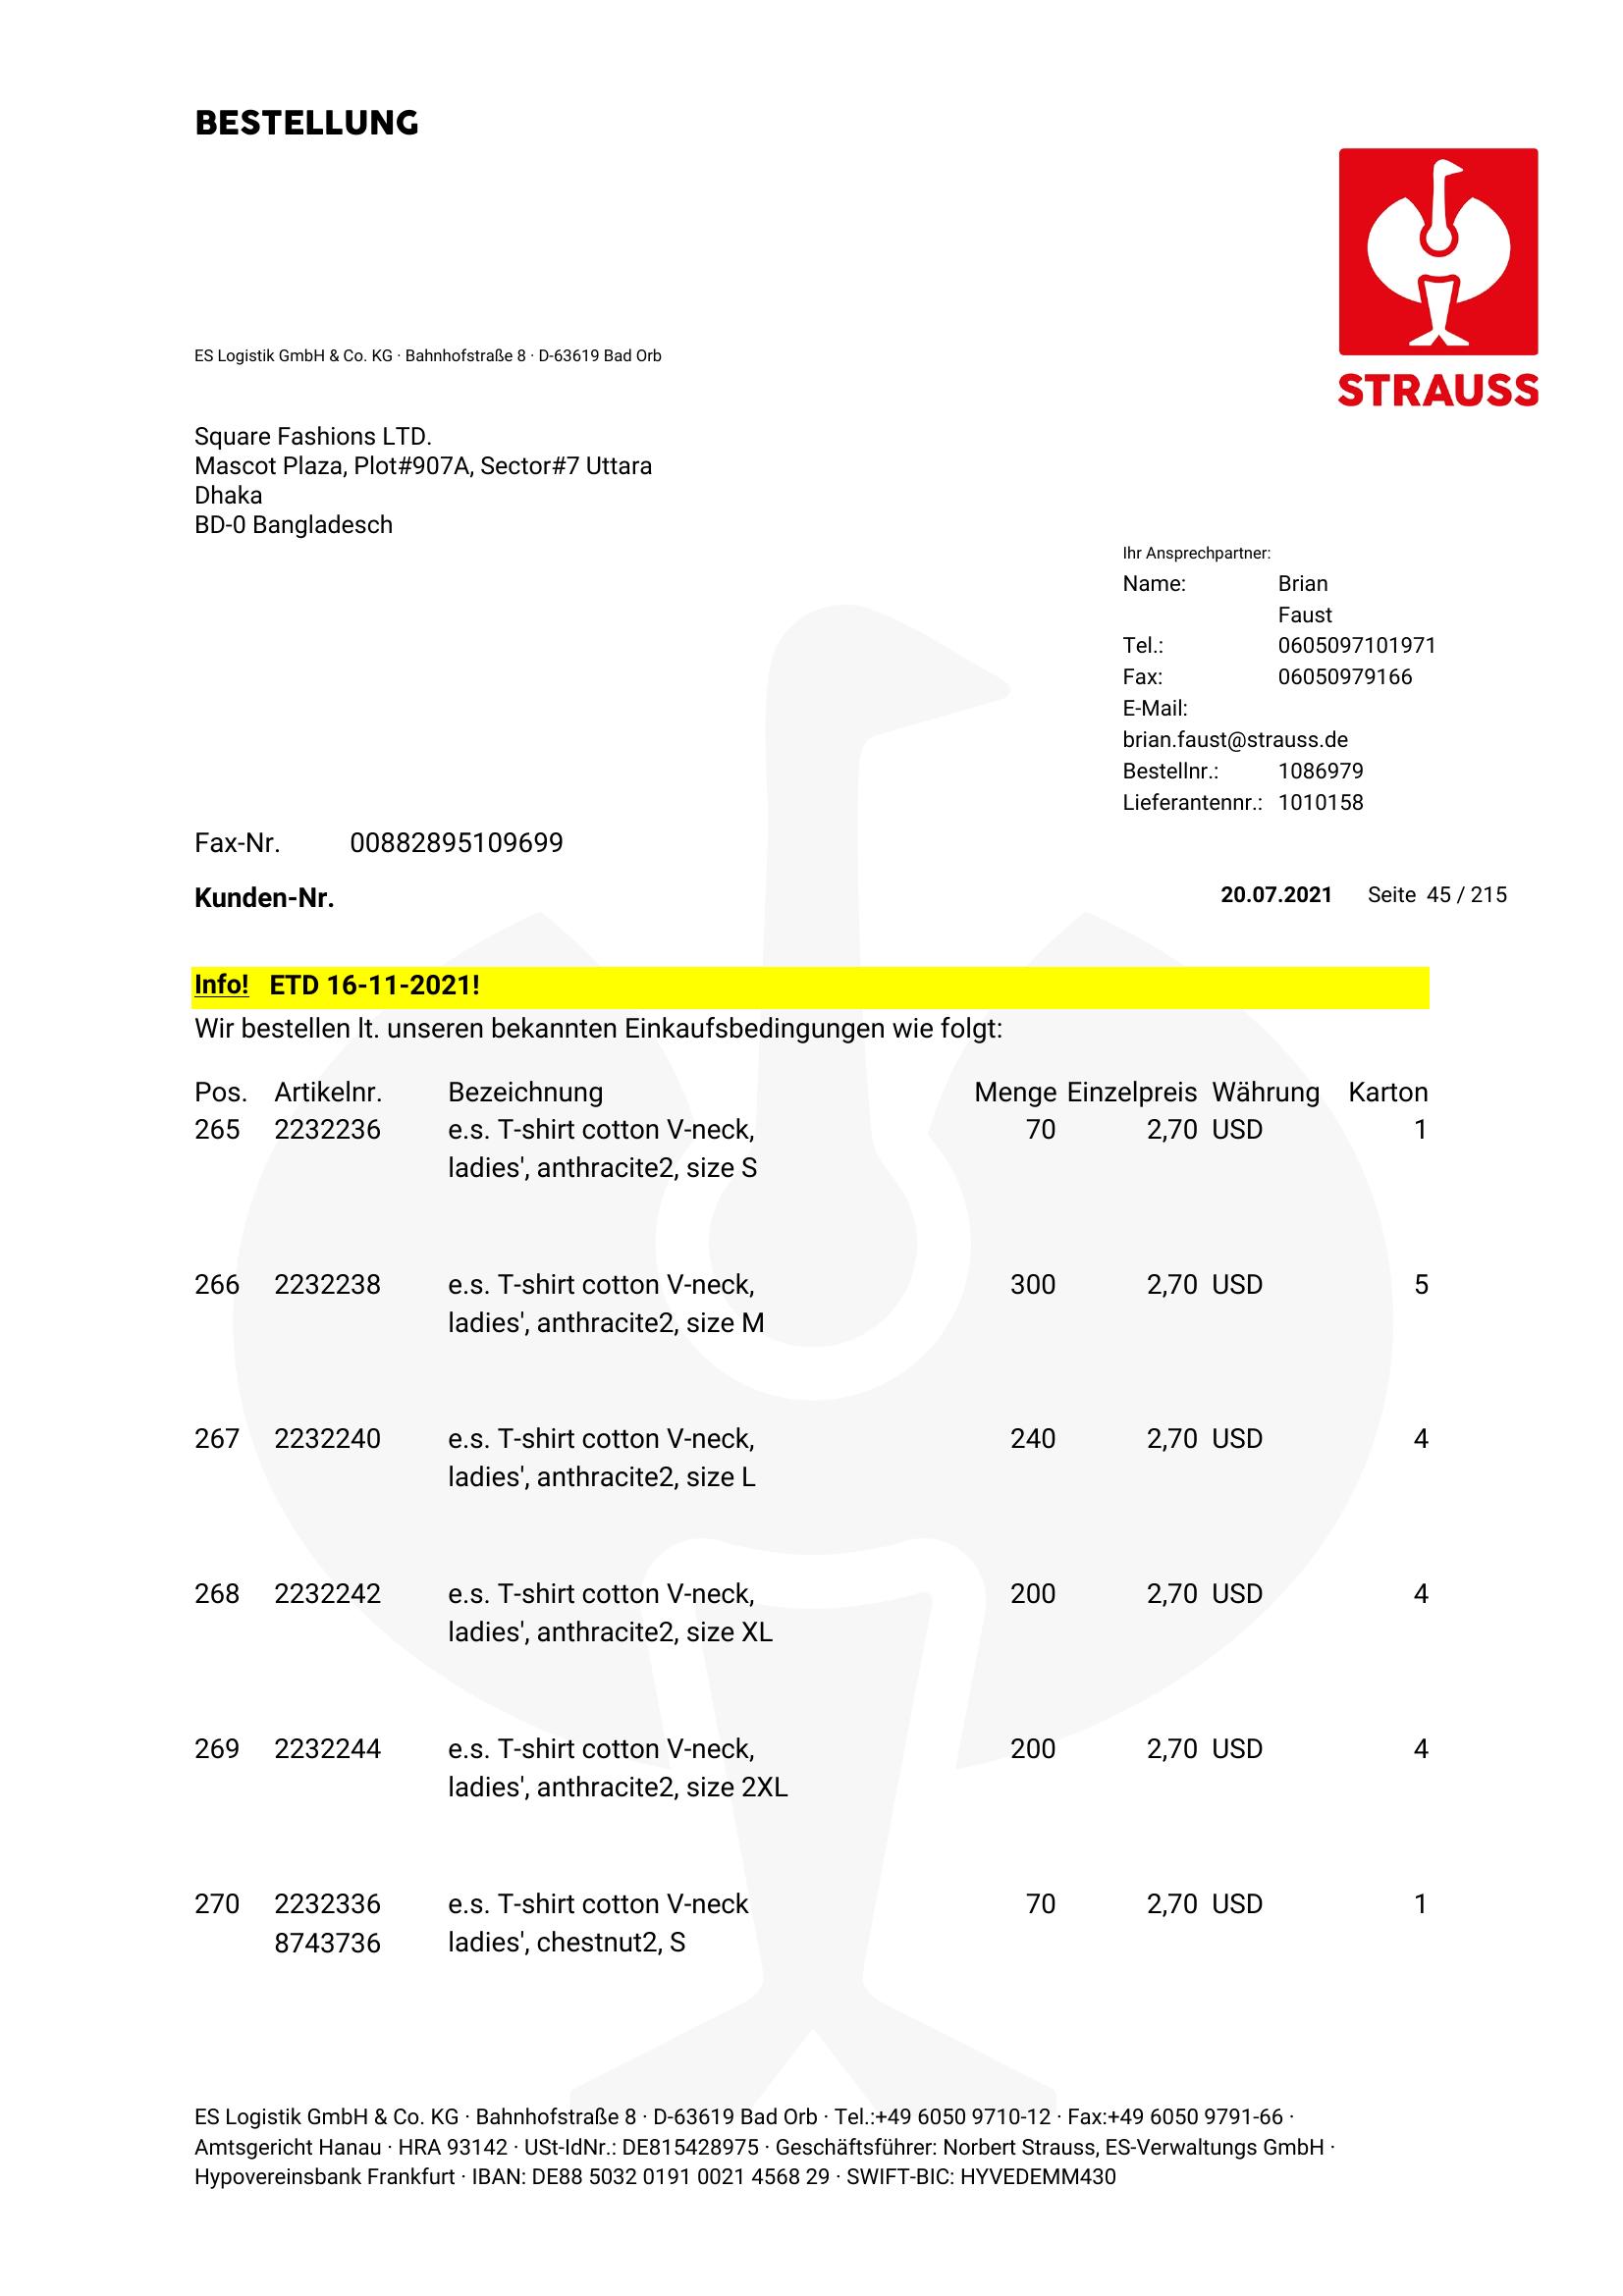 BESTELLUNG
STRAUSS
ES Logistik GmbH & Co. KG · Bahnhofstraße 8 · D-63619 Bad Orb
Square Fashions LTD.
Mascot Plaza, Plot#907A, Sector#7 Uttara
Dhaka
BD-0 Bangladesch
Ihr Ansprechpartner:
Name: Brian
Faust
Tel.: 0605097101971
Fax: 06050979166
E-Mail:
brian.faust@strauss.de
Bestellnr.: 1086979
Lieferantennr.: 1010158
Fax-Nr. 00882895109699
Kunden-Nr. 20.07.2021 Seite 45 / 215
Info! ETD 16-11-2021!
Wir bestellen lt. unseren bekannten Einkaufsbedingungen wie folgt:
Pos. Artikelnr. Bezeichnung Menge Einzelpreis Währung Karton
265 2232236 e.s. T-shirt cotton V-neck, 70 2,70 USD 1
ladies', anthracite2, size S
266 2232238 e.s. T-shirt cotton V-neck, 300 2,70 USD 5
ladies', anthracite2, size M
267 2232240 e.s. T-shirt cotton V-neck, 240 2,70 USD 4
ladies', anthracite2, size L
268 2232242 e.s. T-shirt cotton V-neck, 200 2,70 USD 4
ladies', anthracite2, size XL
269 2232244 e.s. T-shirt cotton V-neck, 200 2,70 USD 4
ladies', anthracite2, size 2XL
270 2232336 e.s. T-shirt cotton V-neck 70 2,70 USD 1
8743736 ladies', chestnut2, S
ES Logistik GmbH & Co. KG · Bahnhofstraße 8 · D-63619 Bad Orb · Tel.:+49 6050 9710-12 · Fax:+49 6050 9791-66 ·
Amtsgericht Hanau · HRA 93142 · USt-IdNr.: DE815428975 · Geschäftsführer: Norbert Strauss, ES-Verwaltungs GmbH ·
Hypovereinsbank Frankfurt · IBAN: DE88 5032 0191 0021 4568 29 · SWIFT-BIC: HYVEDEMM430